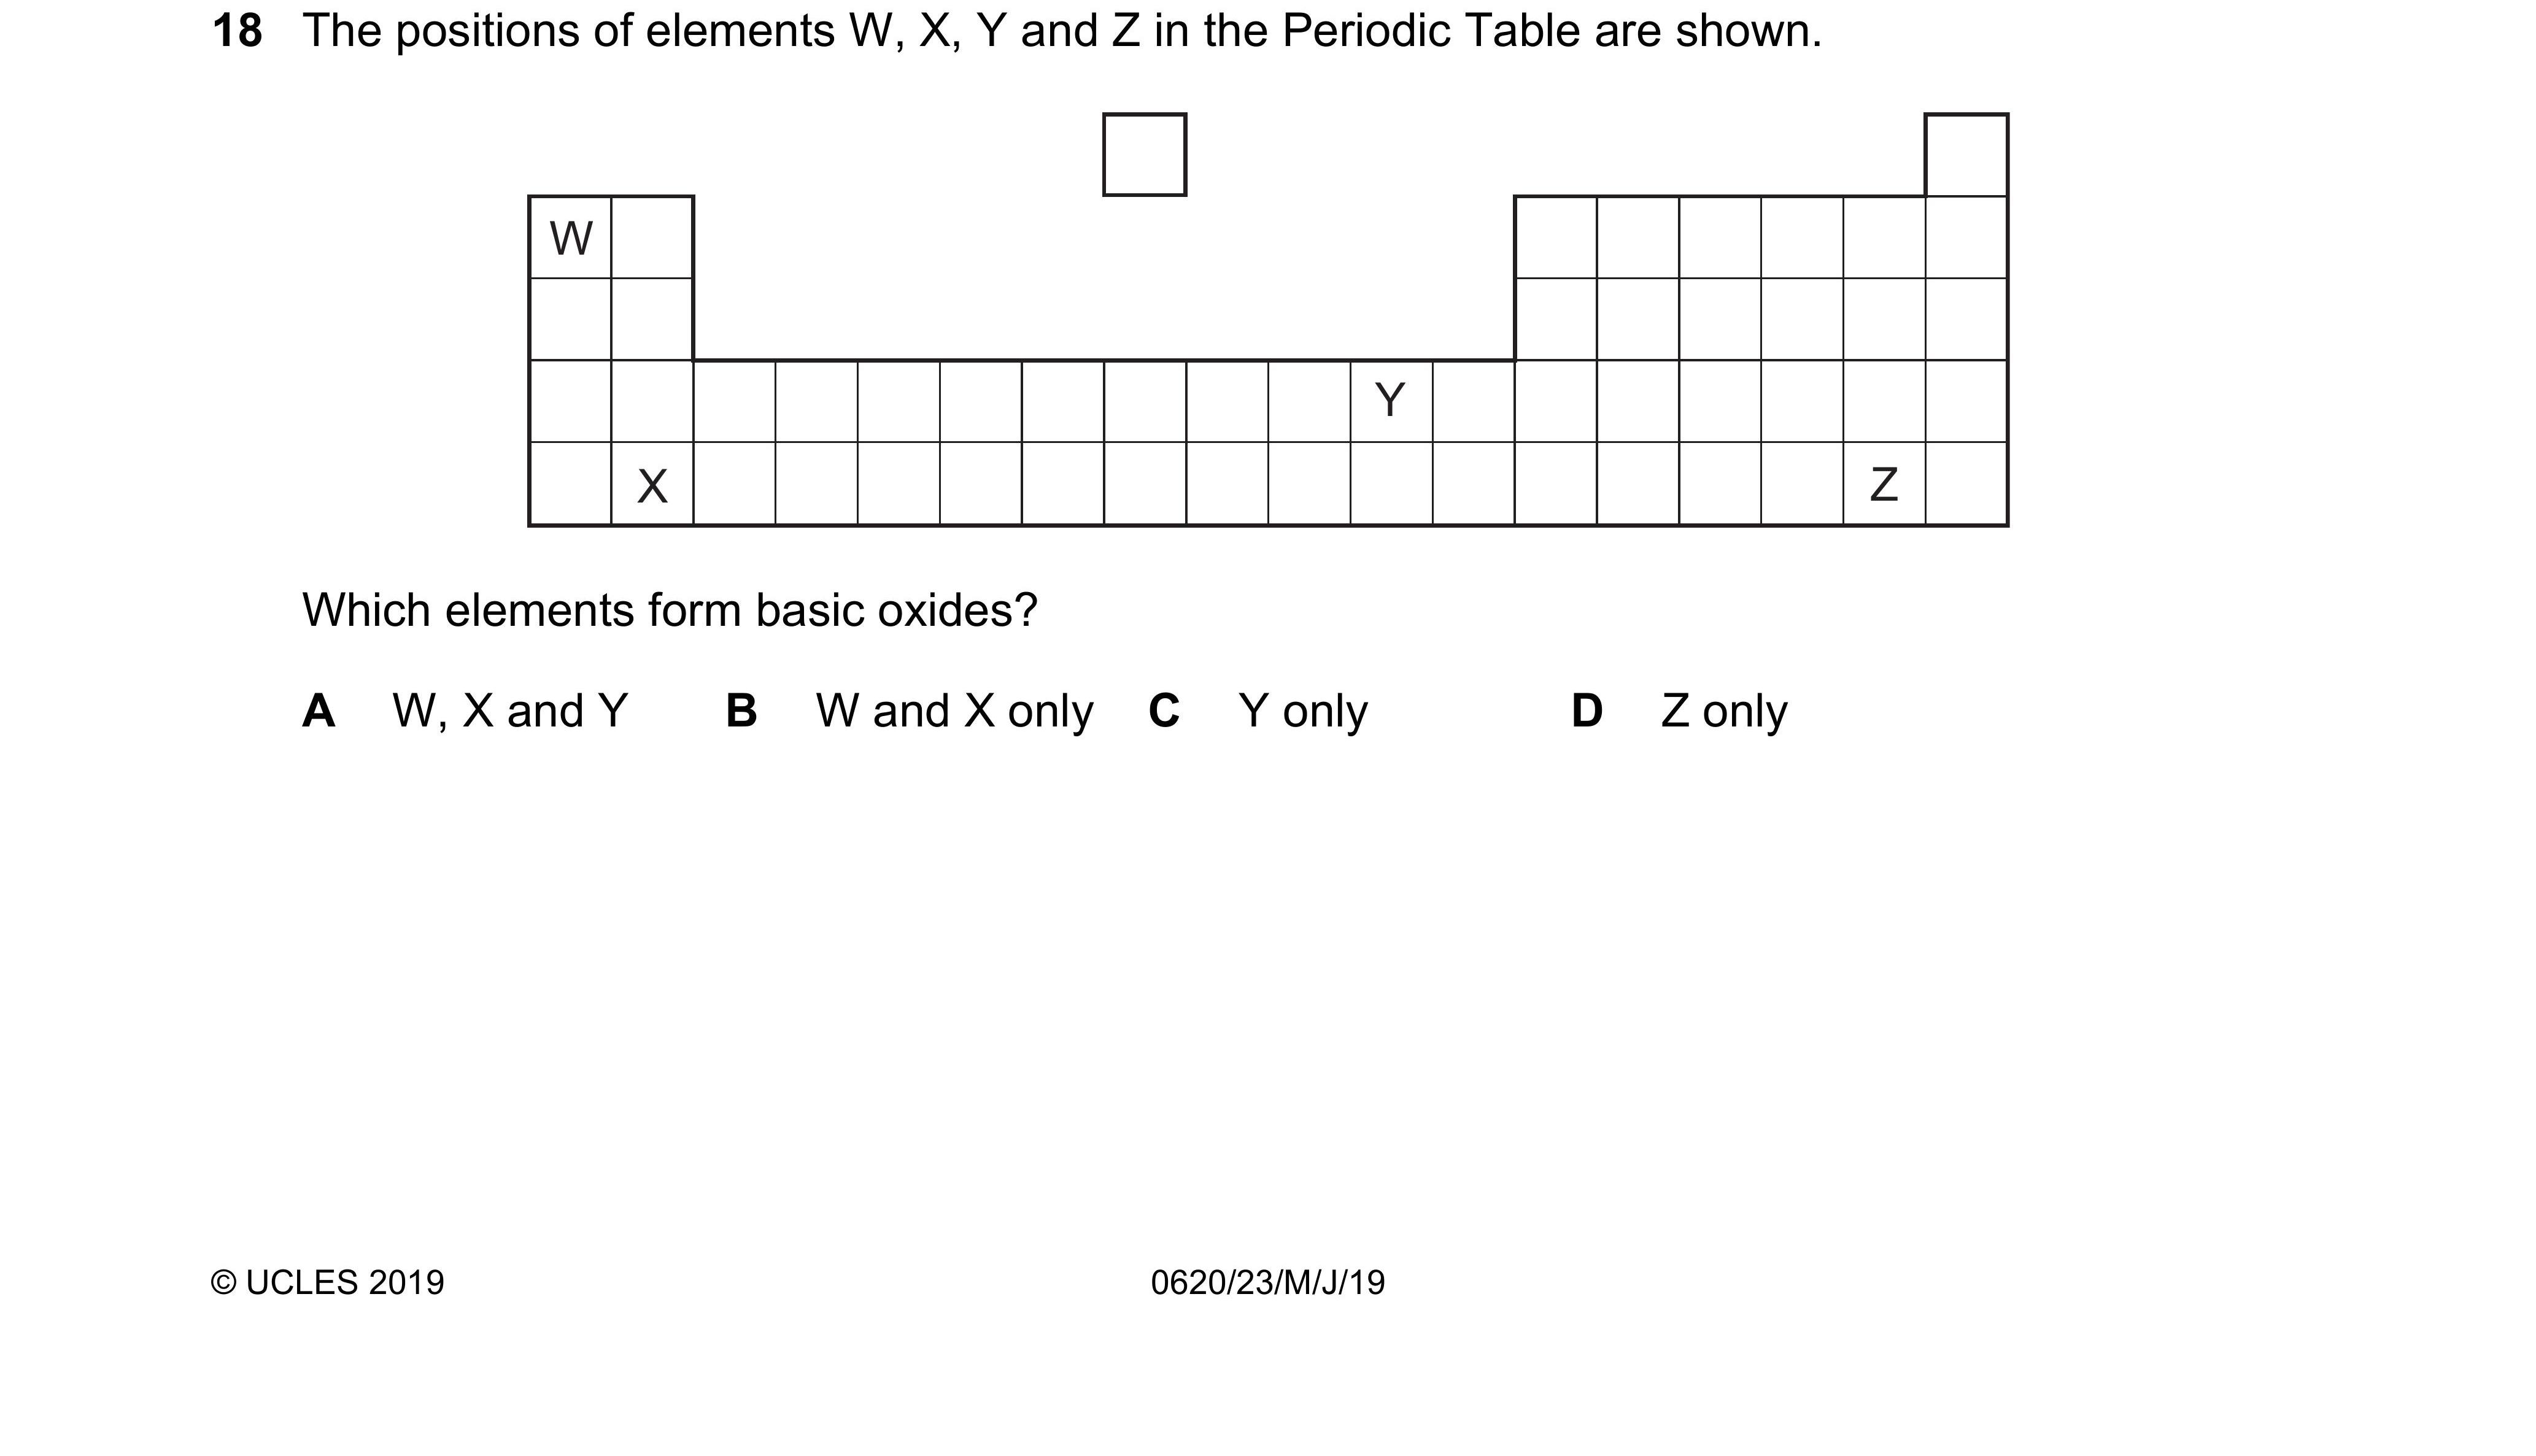 18 The positions of elements W, X, Y and Z in the Periodic Table are shown.
W
Y
X
Z
Which elements form basic oxides?
A W, X and Y B W and X only C Y only D Z only
© UCLES 2019 0620/23/M/J/19